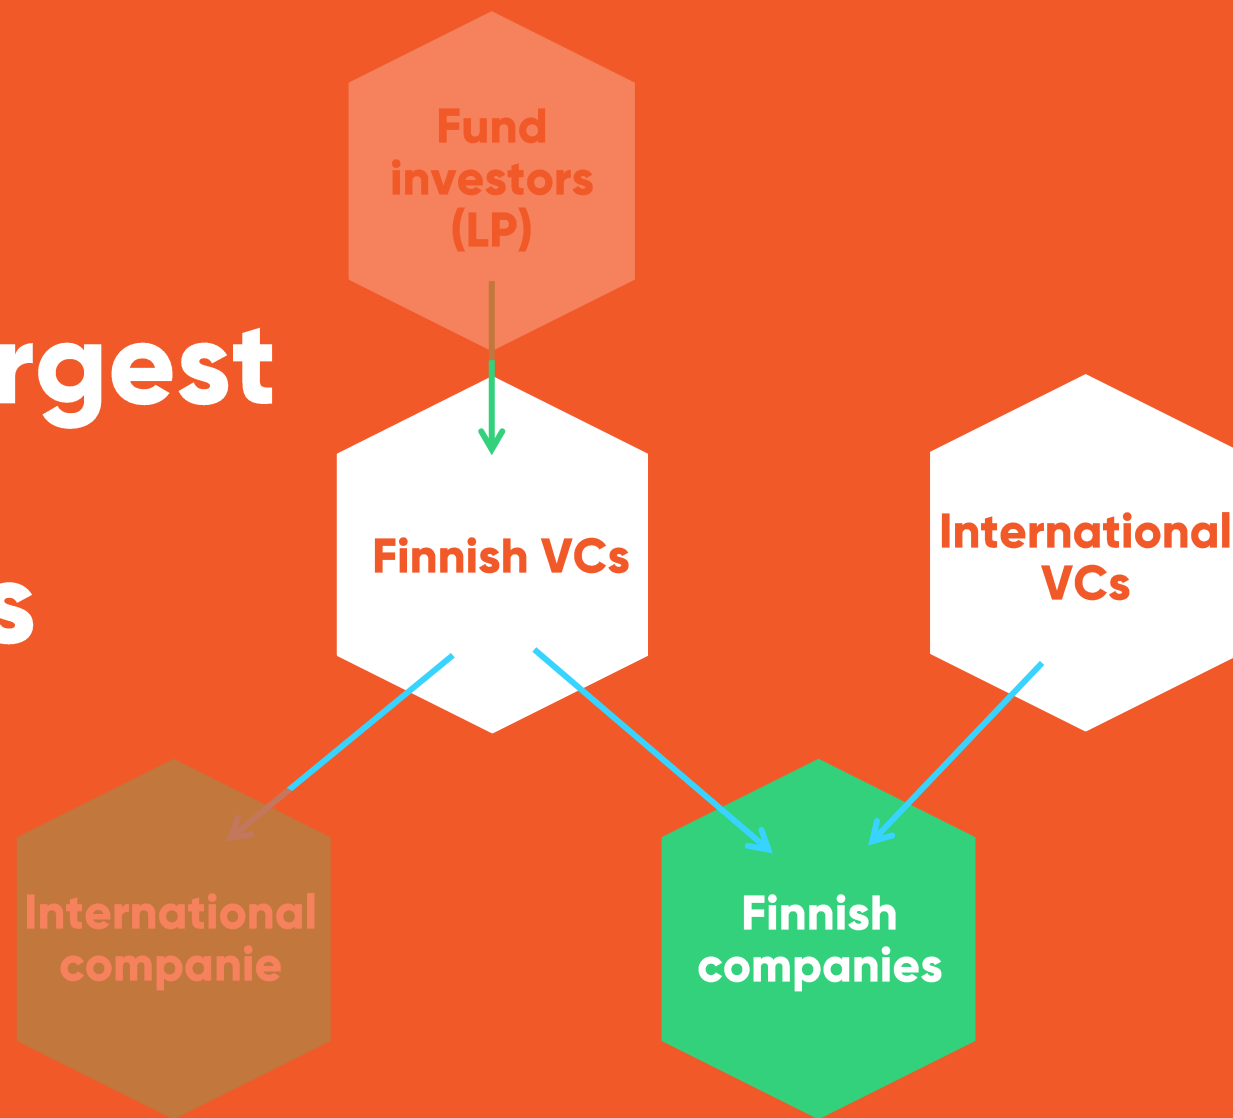 Fund
investors
(LP)
rgest
s
Finnish VCs
International
VCs
International
companie
Finnish
companies